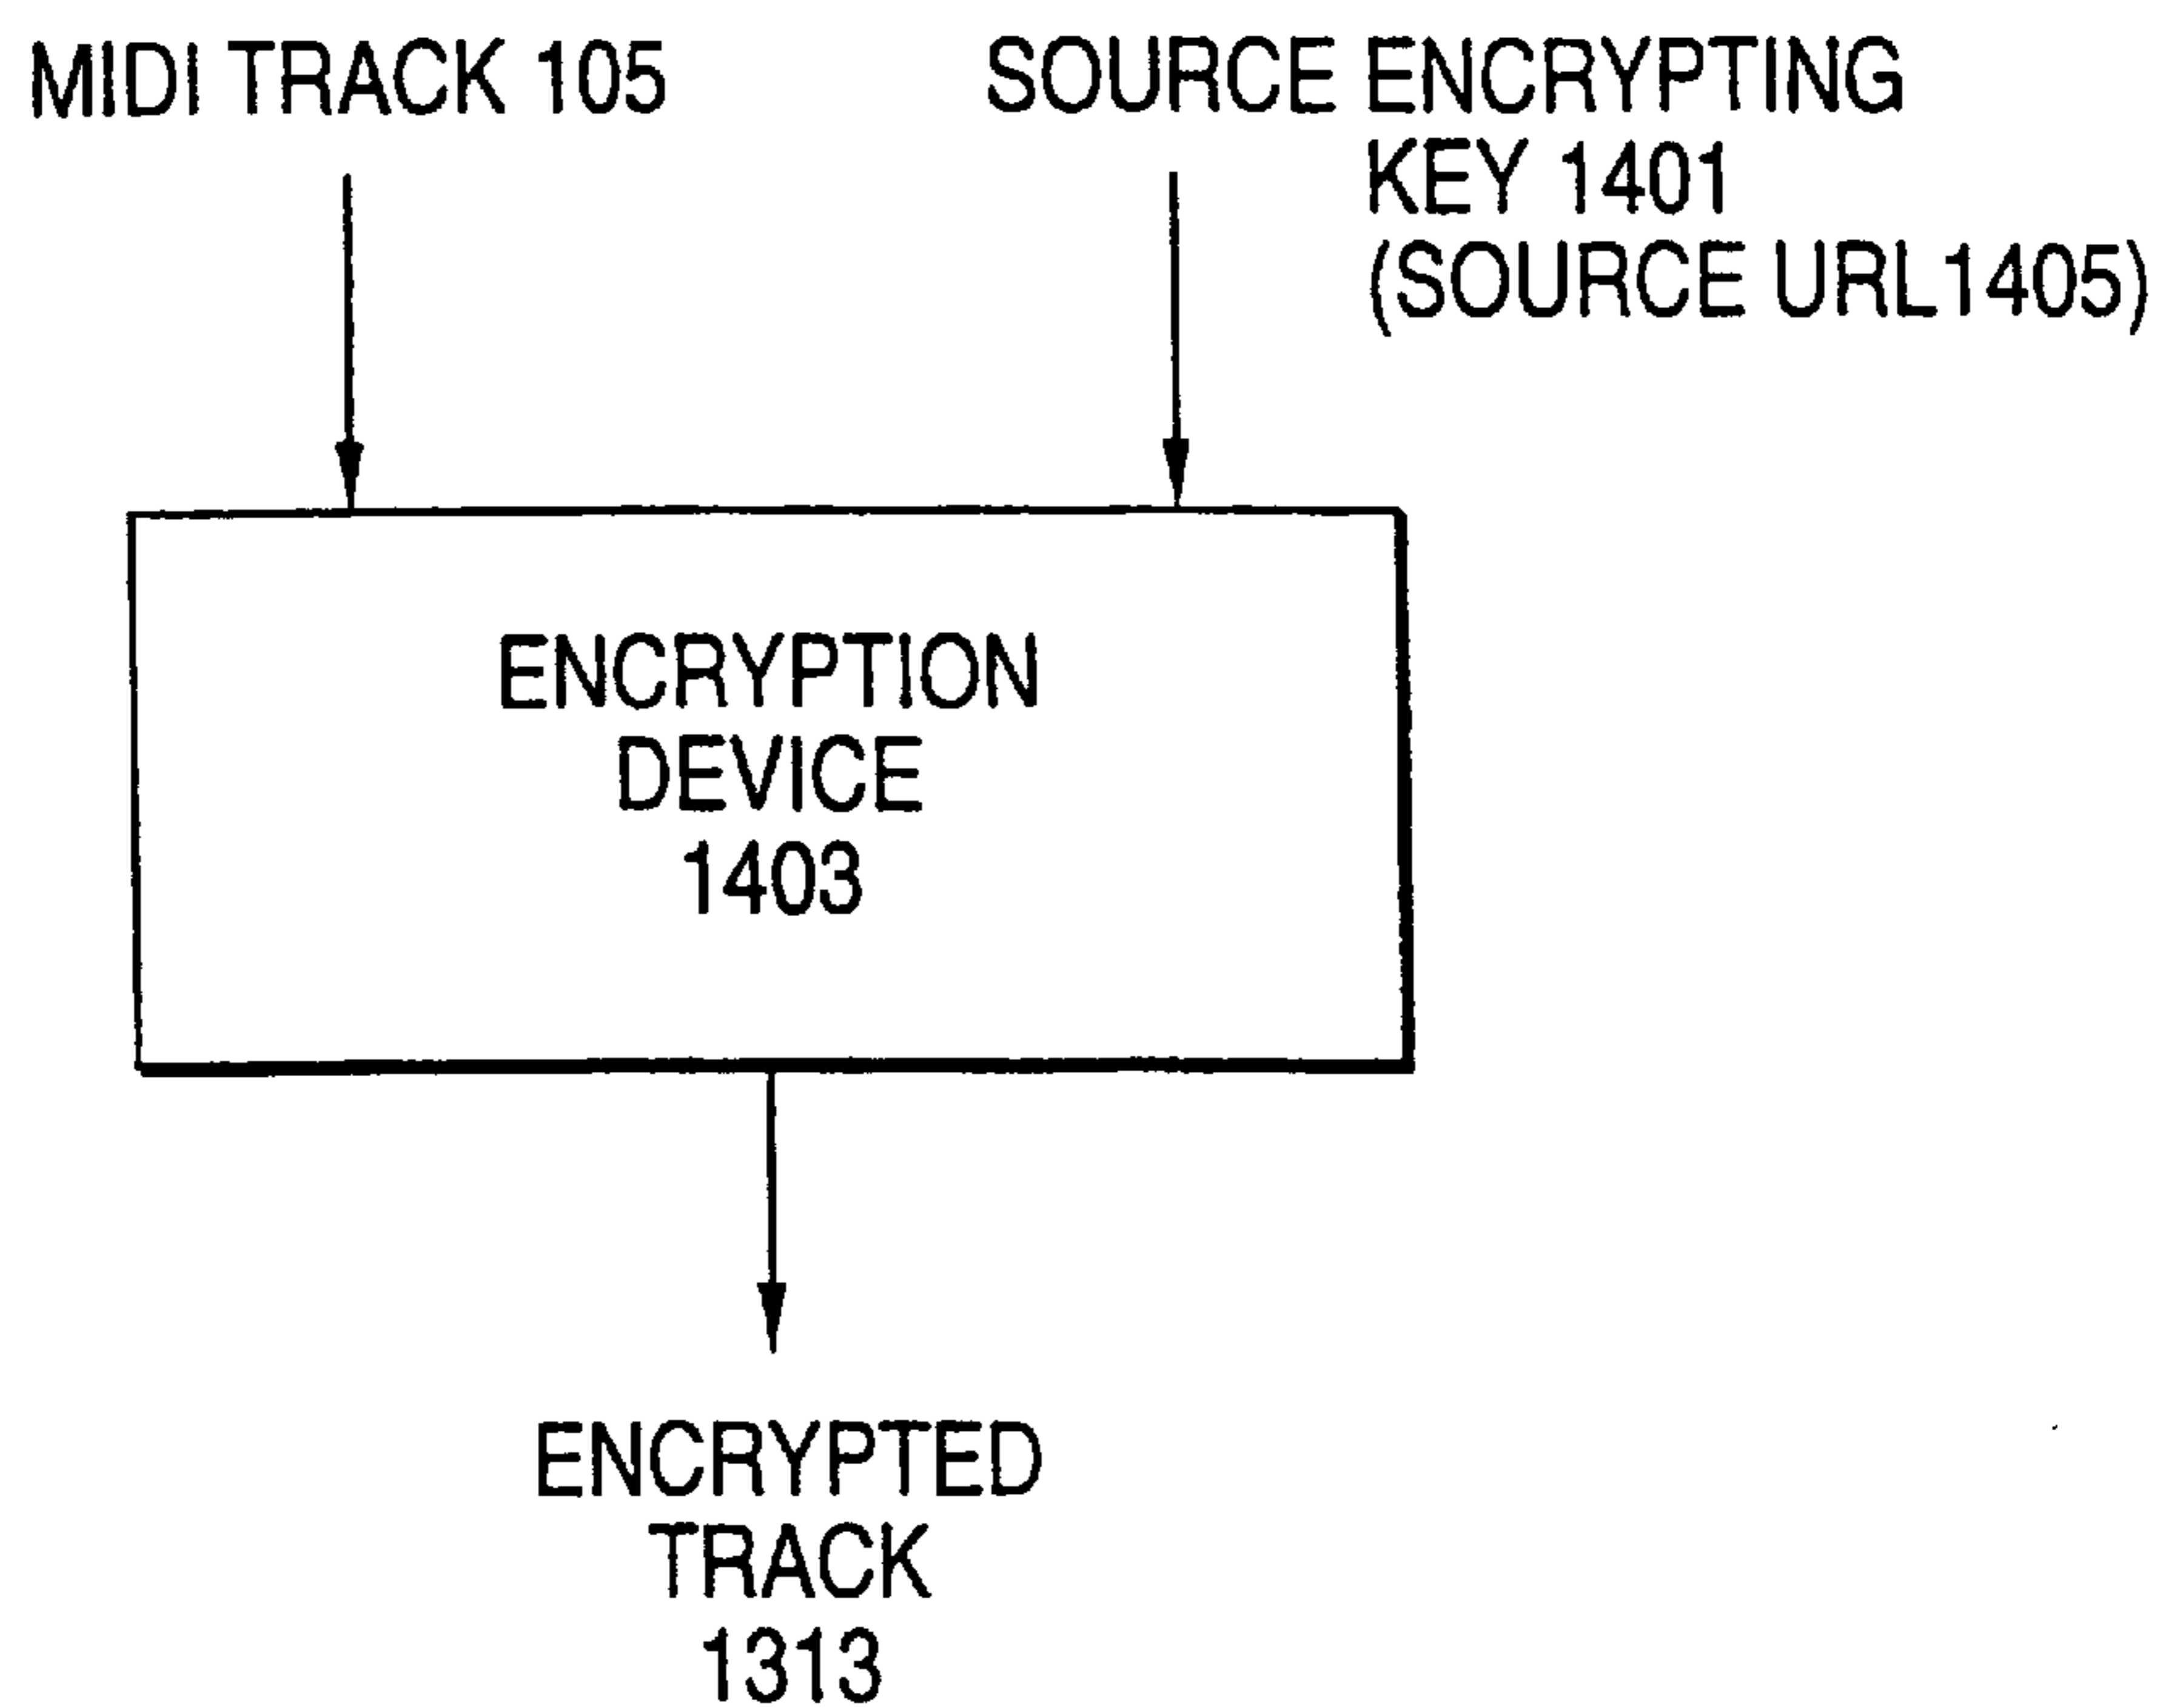 MIDI TRACK 105
SOURCE ENCRYPTING
KEY 1401
(SOURCE URL1405)
ENCRYPTION
DEVICE
1403
ENCRYPTED
TRACK
1313